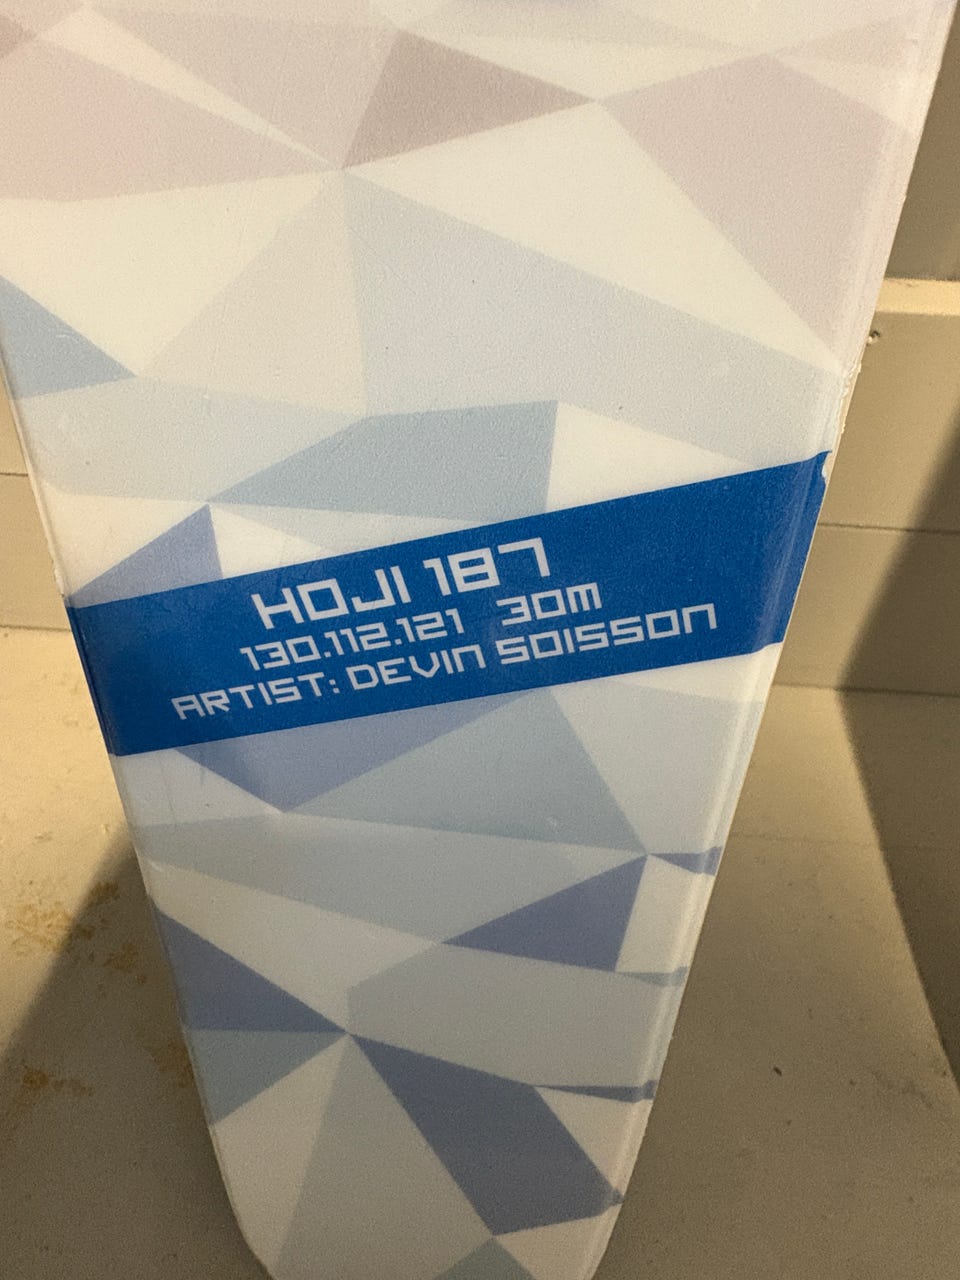 HOJI 187
130.112.121 30M
ARTIST: DEVIN SOISSON